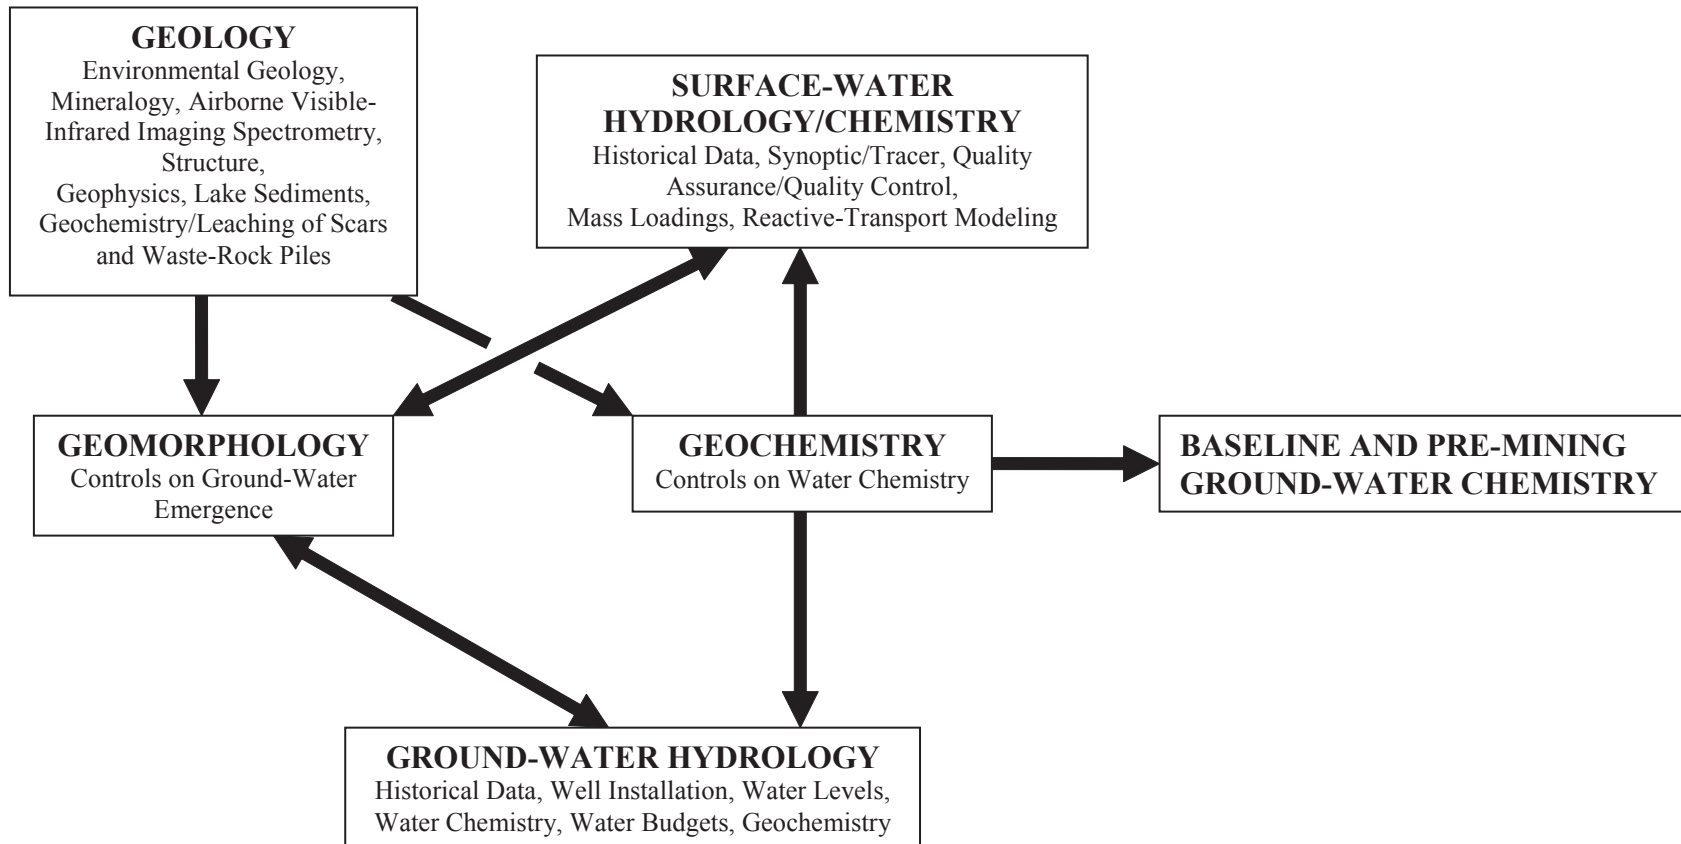 GEOLOGY
Environmental Geology,
Mineralogy, Airborne Visible-
Infrared Imaging Spectrometry,
Structure,
Geophysics, Lake Sediments,
Geochemistry/Leaching of Scars
and Waste-Rock Piles
SURFACE-WATER
HYDROLOGY/CHEMISTRY
Historical Data, Synoptic/Tracer, Quality
Assurance/Quality Control,
Mass Loadings, Reactive-Transport Modeling
GEOMORPHOLOGY
Controls on Ground-Water
Emergence
GEOCHEMISTRY
Controls on Water Chemistry
BASELINE AND PRE-MINING
GROUND-WATER CHEMISTRY
GROUND-WATER HYDROLOGY
Historical Data, Well Installation, Water Levels,
Water Chemistry, Water Budgets, Geochemistry